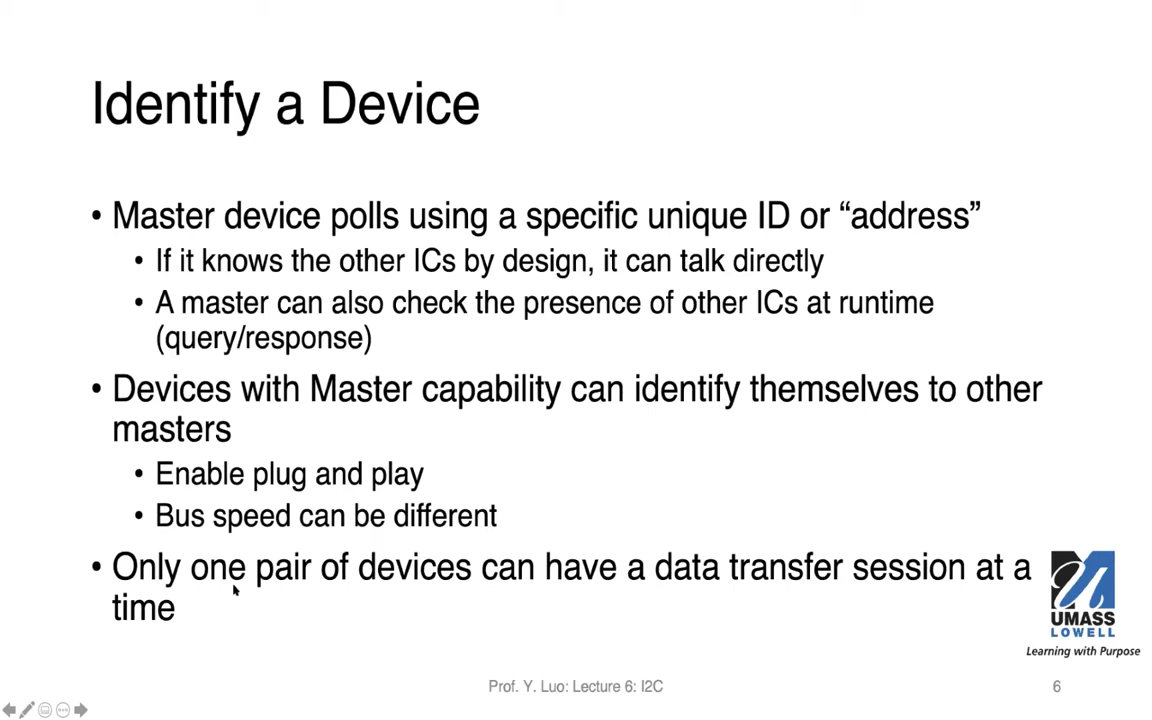 Identify a Device
• Master device polls using a specific unique ID or “address”
• If it knows the other ICs by design, it can talk directly
• A master can also check the presence of other ICs at runtime
(query/response)
• Devices with Master capability can identify themselves to other
masters
• Enable plug and play
• Bus speed can be different
• Only one pair of devices can have a data transfer session at a
time
UMASS
LOWELL
Learning with Purpose
Prof. Y. Luo: Lecture 6: I2C
6